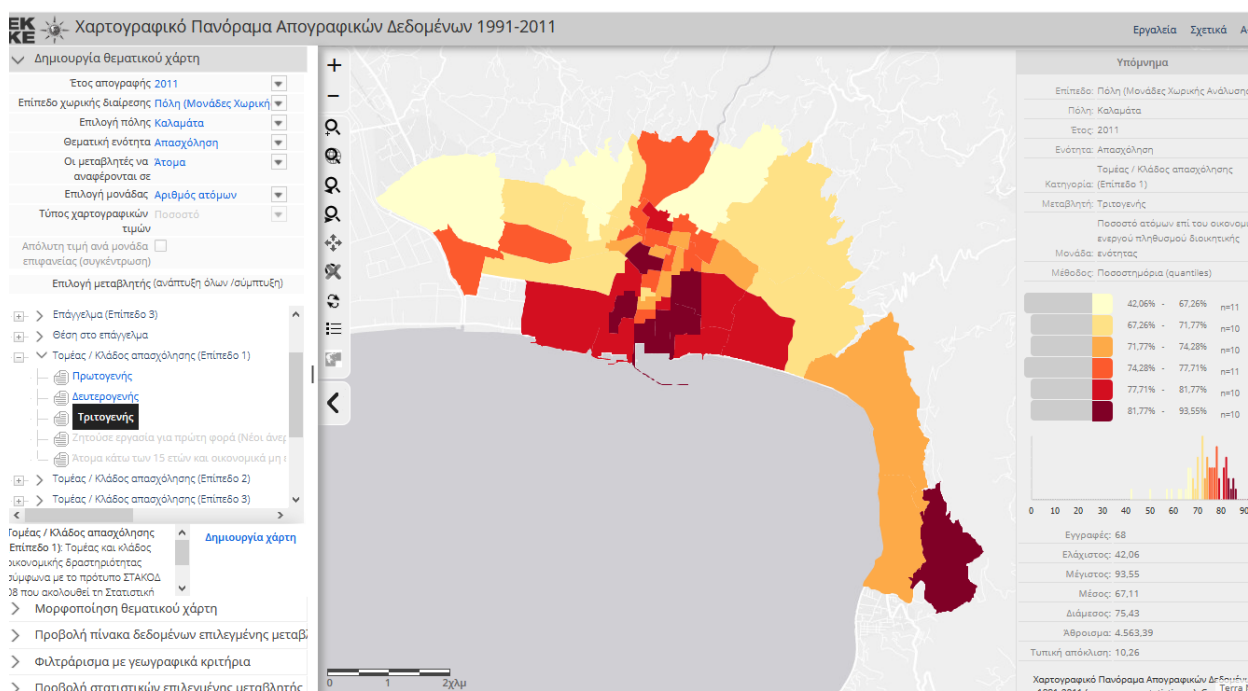 ΕΚ
ΚΕ
Χαρτογραφικό Πανόραμα Απογραφικών Δεδομένων 1991-2011
Εργαλεία Σχετικά
Δημιουργία θεματικού χάρτη
Έτος απογραφής 2011
Επίπεδο χωρικής διαίρεσης Πόλη (Μονάδες Χωρική
Επιλογή πόλης Καλαμάτα
Θεματική ενότητα Απασχόληση
Οι μεταβλητές να Άτομα
αναφέρονται σε
Επιλογή μονάδας Αριθμός ατόμων
Τύπος χαρτογραφικών Ποσοστό
τιμών
Απόλυτη τιμή ανά μονάδα
επιφανείας (συγκέντρωση)
Επιλογή μεταβλητής (ανάπτυξη όλων /σύμπτυξη)
Επάγγελμα (Επίπεδο 3)
Θέση στο επάγγελμα
Τομέας / Κλάδος απασχόλησης (Επίπεδο 1)
Πρωτογενής
Δευτερογενής
Τριτογενής
Ζητούσε εργασία για πρώτη φορά (Νέοι άνερ
Άτομα κάτω των 15 ετών και οικονομικά μη
Τομέας / Κλάδος απασχόλησης (Επίπεδο 2)
Τομέας / Κλάδος απασχόλησης (Επίπεδο 3)
Τομέας / Κλάδος απασχόλησης
Επίπεδο 1): Τομέας και κλάδος
οικονομικής δραστηριότητας
σύμφωνα με το πρότυπο ΣΤΑΚΟΔ
08 που ακολουθεί τη Στατιστική
Δημιουργία χάρτη
Μορφοποίηση θεματικού χάρτη
Προβολή πίνακα δεδομένων επιλεγμένης μεταβλ
Φιλτράρισμα με γεωγραφικά κριτήρια
Προβολή στατιστικών επιλεγμένης μεταβλητής
0 1 2χλμ
Υπόμνημα
Επίπεδο: Πόλη (Μονάδες Χωρικής Ανάλυσης
Πόλη: Καλαμάτα
Έτος: 2011
Ενότητα: Απασχόληση
Τομέας / Κλάδος απασχόλησης
Κατηγορία: (Επίπεδο 1)
Μεταβλητή: Τριτογενής
Ποσοστό ατόμων επί του οικονομι
ενεργού πληθυσμού διοικητικής
Μονάδα: ενότητας
Μέθοδος: Ποσοστημόρια (quantiles)
42,06% - 67,26% n=11
67,26% - 71,77% n=10
71,77% - 74,28% n=10
74,28% - 77,71% n=11
77,71% - 81,77% n=10
81,77% - 93,55% n=10
0 10 20 30 40 50 60 70 80 90
Εγγραφές: 68
Ελάχιστος: 42,06
Μέγιστος: 93,55
Μέσος: 67,11
Διάμεσος: 75,43
Άθροισμα: 4.563,39
Τυπική απόκλιση: 10,26
Χαρτογραφικό Πανόραμα Απογραφικών Δεδομένων
Terra